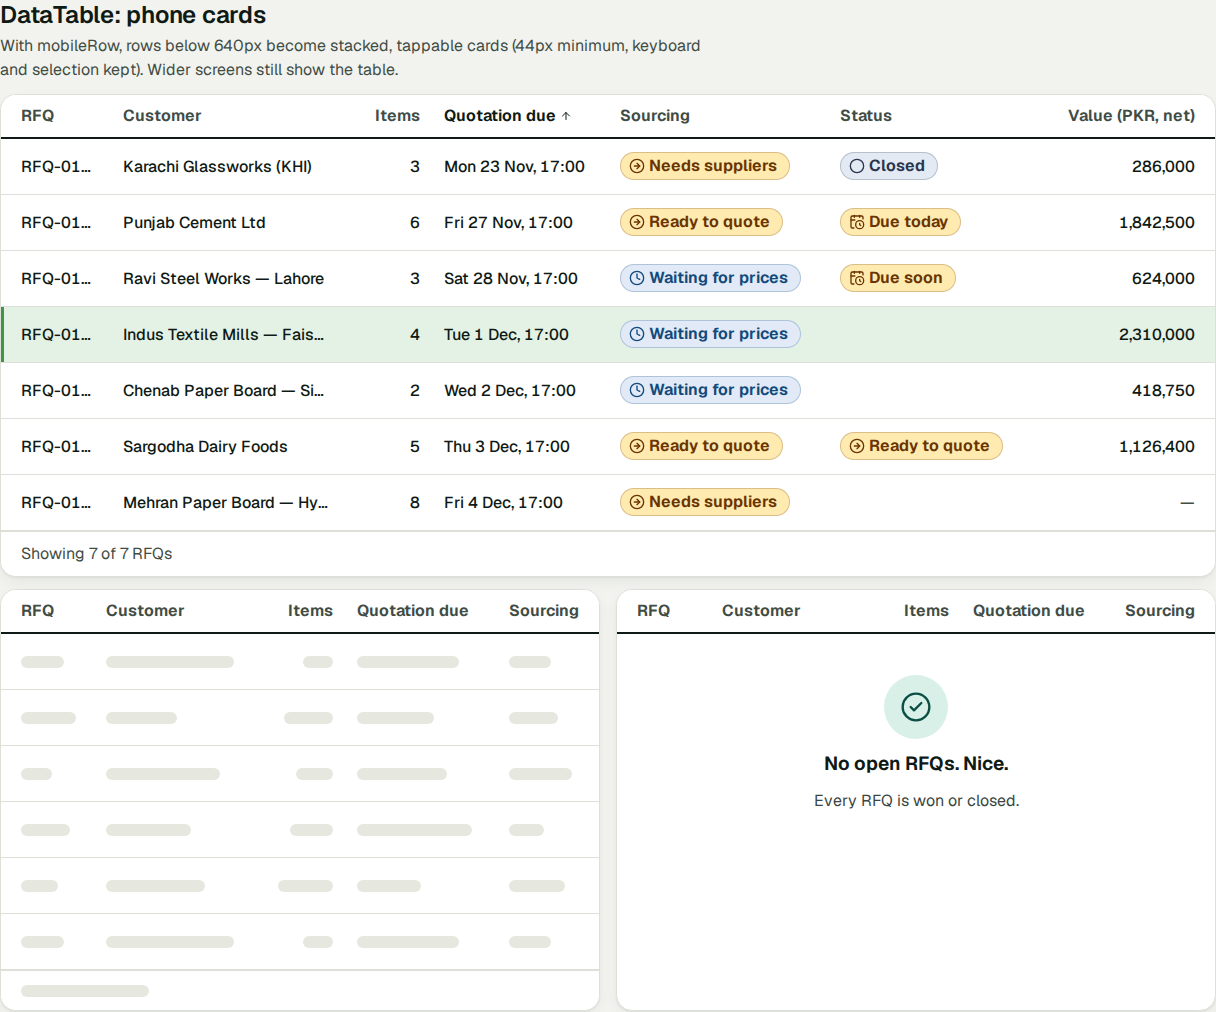 DataTable: phone cards
With mobileRow, rows below 640px become stacked, tappable cards (44px minimum, keyboard
and selection kept). Wider screens still show the table.
RFQ Customer Items Quotation due ↑ Sourcing Status Value (PKR, net)
RFQ-01... Karachi Glassworks (KHI) 3 Mon 23 Nov, 17:00 Needs suppliers Closed 286,000
RFQ-01... Punjab Cement Ltd 6 Fri 27 Nov, 17:00 Ready to quote Due today 1,842,500
RFQ-01... Ravi Steel Works — Lahore 3 Sat 28 Nov, 17:00 Waiting for prices Due soon 624,000
RFQ-01... Indus Textile Mills — Fais... 4 Tue 1 Dec, 17:00 Waiting for prices 2,310,000
RFQ-01... Chenab Paper Board — Si... 2 Wed 2 Dec, 17:00 Waiting for prices 418,750
RFQ-01... Sargodha Dairy Foods 5 Thu 3 Dec, 17:00 Ready to quote Ready to quote 1,126,400
RFQ-01... Mehran Paper Board — Hy... 8 Fri 4 Dec, 17:00 Needs suppliers —
Showing 7 of 7 RFQs
RFQ Customer Items Quotation due Sourcing
RFQ Customer Items Quotation due Sourcing
No open RFQs. Nice.
Every RFQ is won or closed.